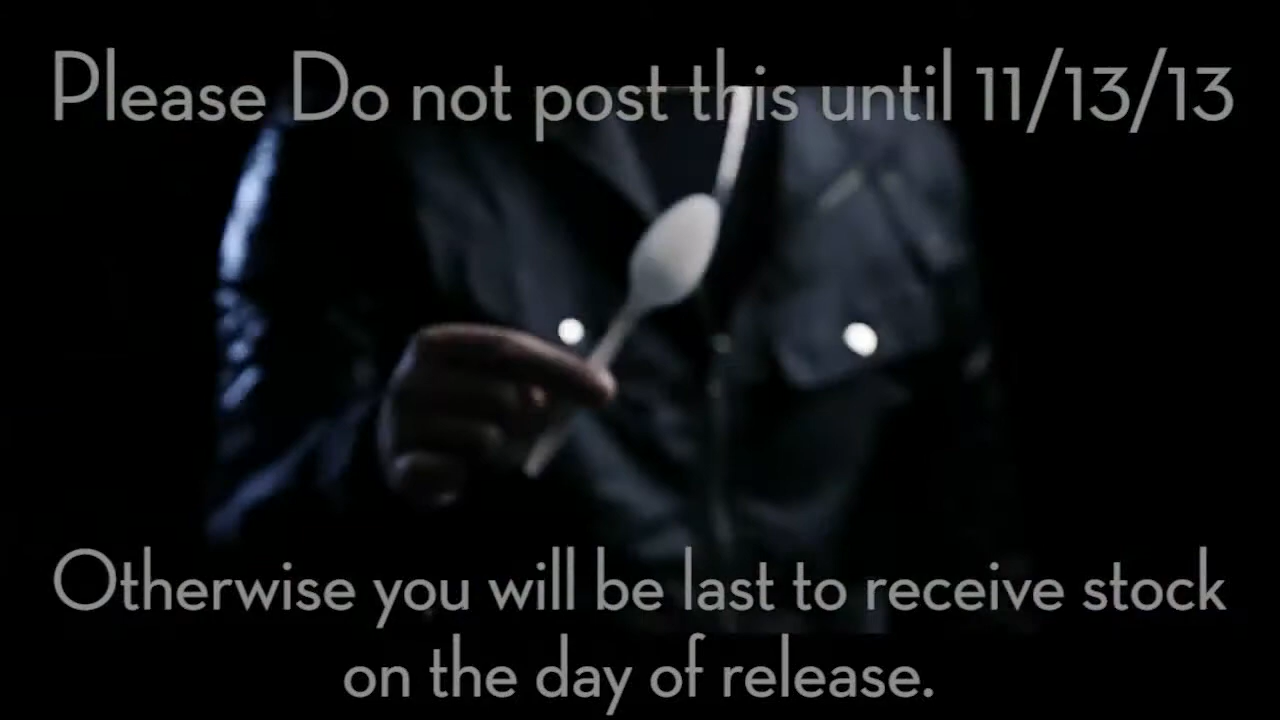 Please Do not post this until 11/13/13
Otherwise you will be last to receive stock
on the day of release.